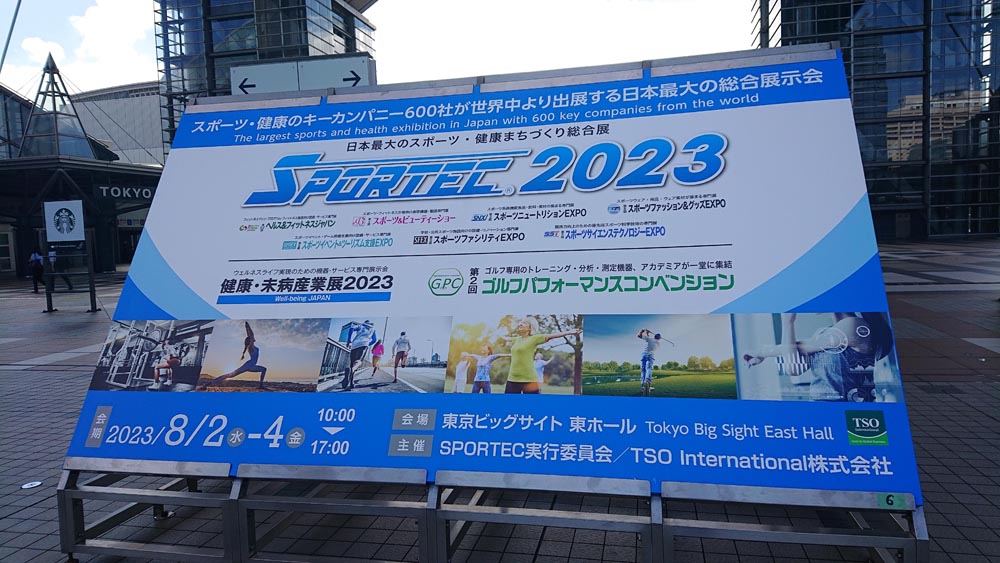 スポーツ・健康のキーカンパニー600社が世界中より出展する日本最大の総合展示会
The largest sports and health exhibition in Japan with 600 key companies from the world
日本最大のスポーツ・健康まちづくり総合展
SPORTEC® 2023
ヘルス&フィットネスジャパン
スポーツ&ビューティーショー
スポーツニュートリションEXPO
スポーツファッション&グッズEXPO
スポーツイベント&ツーリズム支援EXPO
スポーツファシリティEXPO
スポーツサイエンステクノロジーEXPO
ウェルネスライフ実現のための機器・サービス専門展示会
健康・未病産業展2023
Well-being JAPAN
GPC
第2回
ゴルフ専用のトレーニング・分析・測定機器、アカデミアが一堂に集結
ゴルフパフォーマンスコンベンション
会期 2023/8/2水-4金 10:00 17:00
会場 東京ビッグサイト 東ホール Tokyo Big Sight East Hall
主催 SPORTEC実行委員会/TSO International株式会社
TSO
International
6
TOKYO